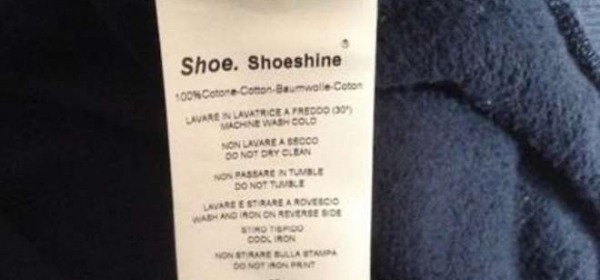 Shoe. Shoeshine®
100%Cotone-Cotton-Baumwolle-Coton
LAVARE IN LAVATRICE A FREDDO (30°)
MACHINE WASH COLD
NON LAVARE A SECCO
DO NOT DRY CLEAN
NON PASSARE IN TUMBLE
DO NOT TUMBLE
LAVARE E STIRARE A ROVESCIO
WASH AND IRON ON REVERSE SIDE
STIRO TIEPIDO
COOL IRON
NON STIRARE SULLA STAMPA
DO NOT IRON PRINT